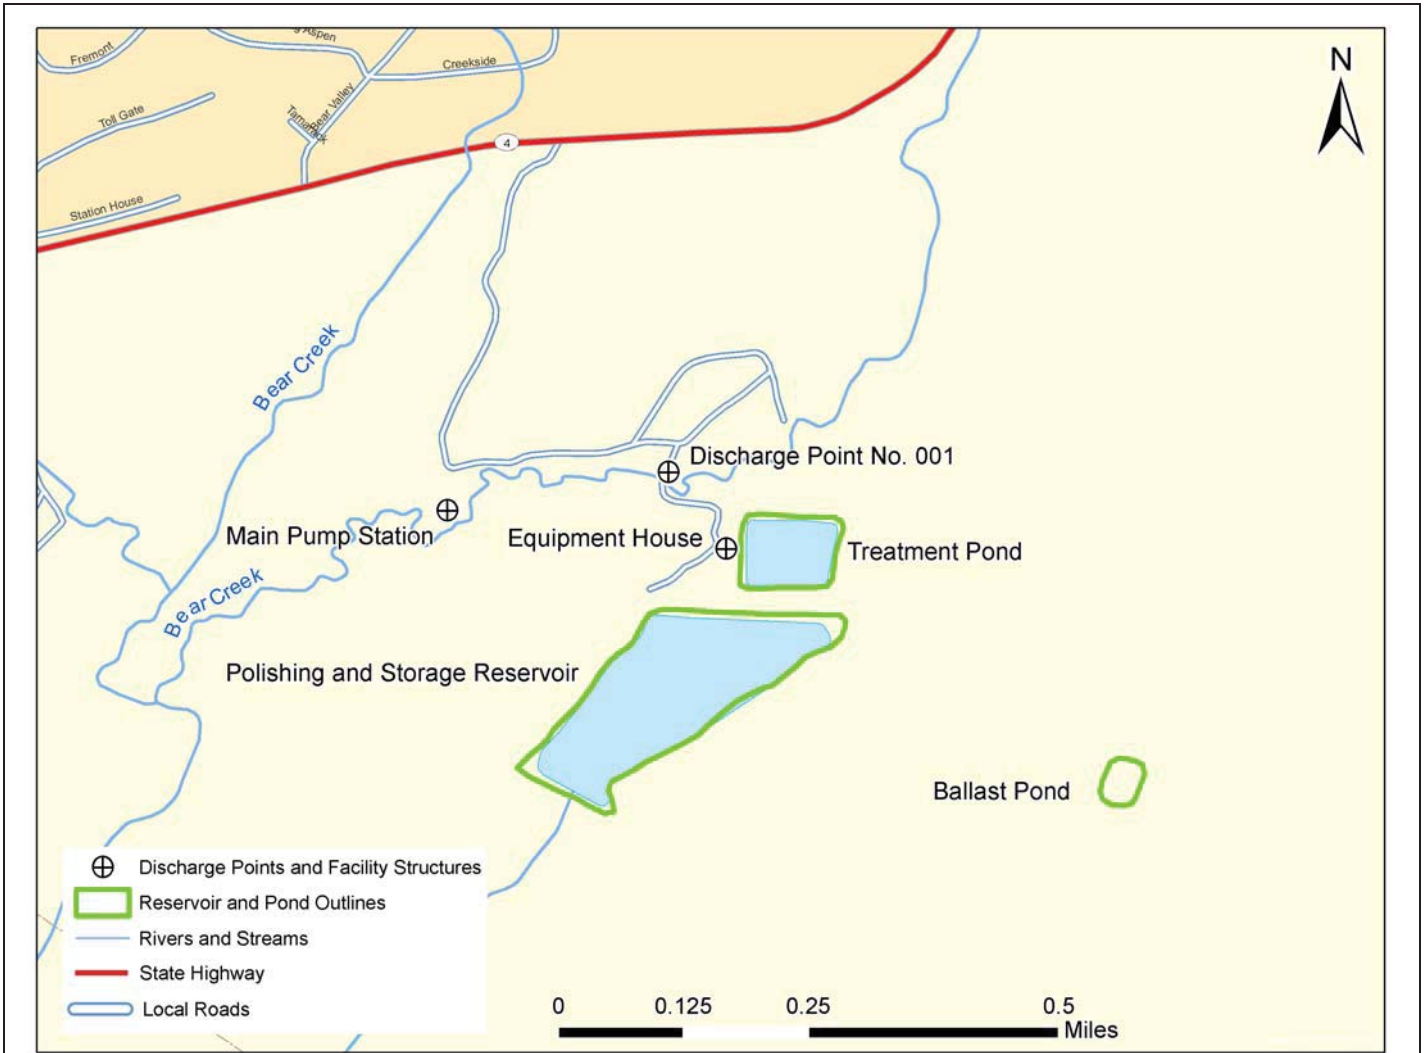 g Aspen
Fremont
Creekside
N
Bear Valley
Toll Gate
Tamarack
4
Station House
Bear Creek
Discharge Point No. 001
Main Pump Station
Equipment House
Treatment Pond
Bear Creek
Polishing and Storage Reservoir
Ballast Pond
Discharge Points and Facility Structures
Reservoir and Pond Outlines
Rivers and Streams
State Highway
Local Roads
0 0.125 0.25 0.5
Miles